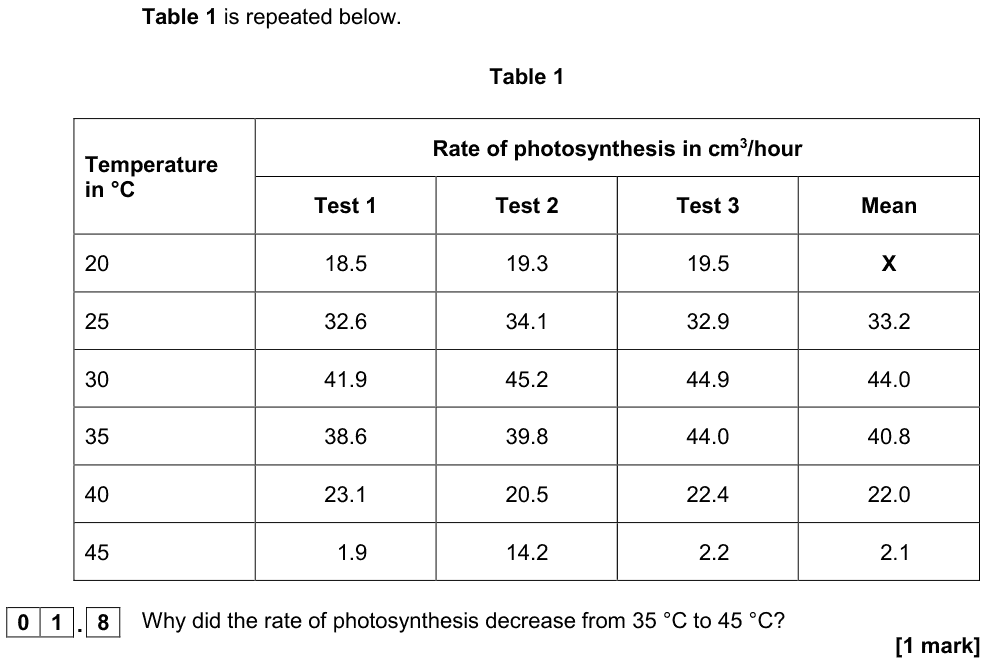 Table 1 is repeated below.
Table 1
Temperature in °C
Rate of photosynthesis in cm³/hour
Test 1 Test 2 Test 3 Mean
20 18.5 19.3 19.5 X
25 32.6 34.1 32.9 33.2
30 41.9 45.2 44.9 44.0
35 38.6 39.8 44.0 40.8
40 23.1 20.5 22.4 22.0
45 1.9 14.2 2.2 2.1
0 1 . 8 Why did the rate of photosynthesis decrease from 35 °C to 45 °C?
[1 mark]